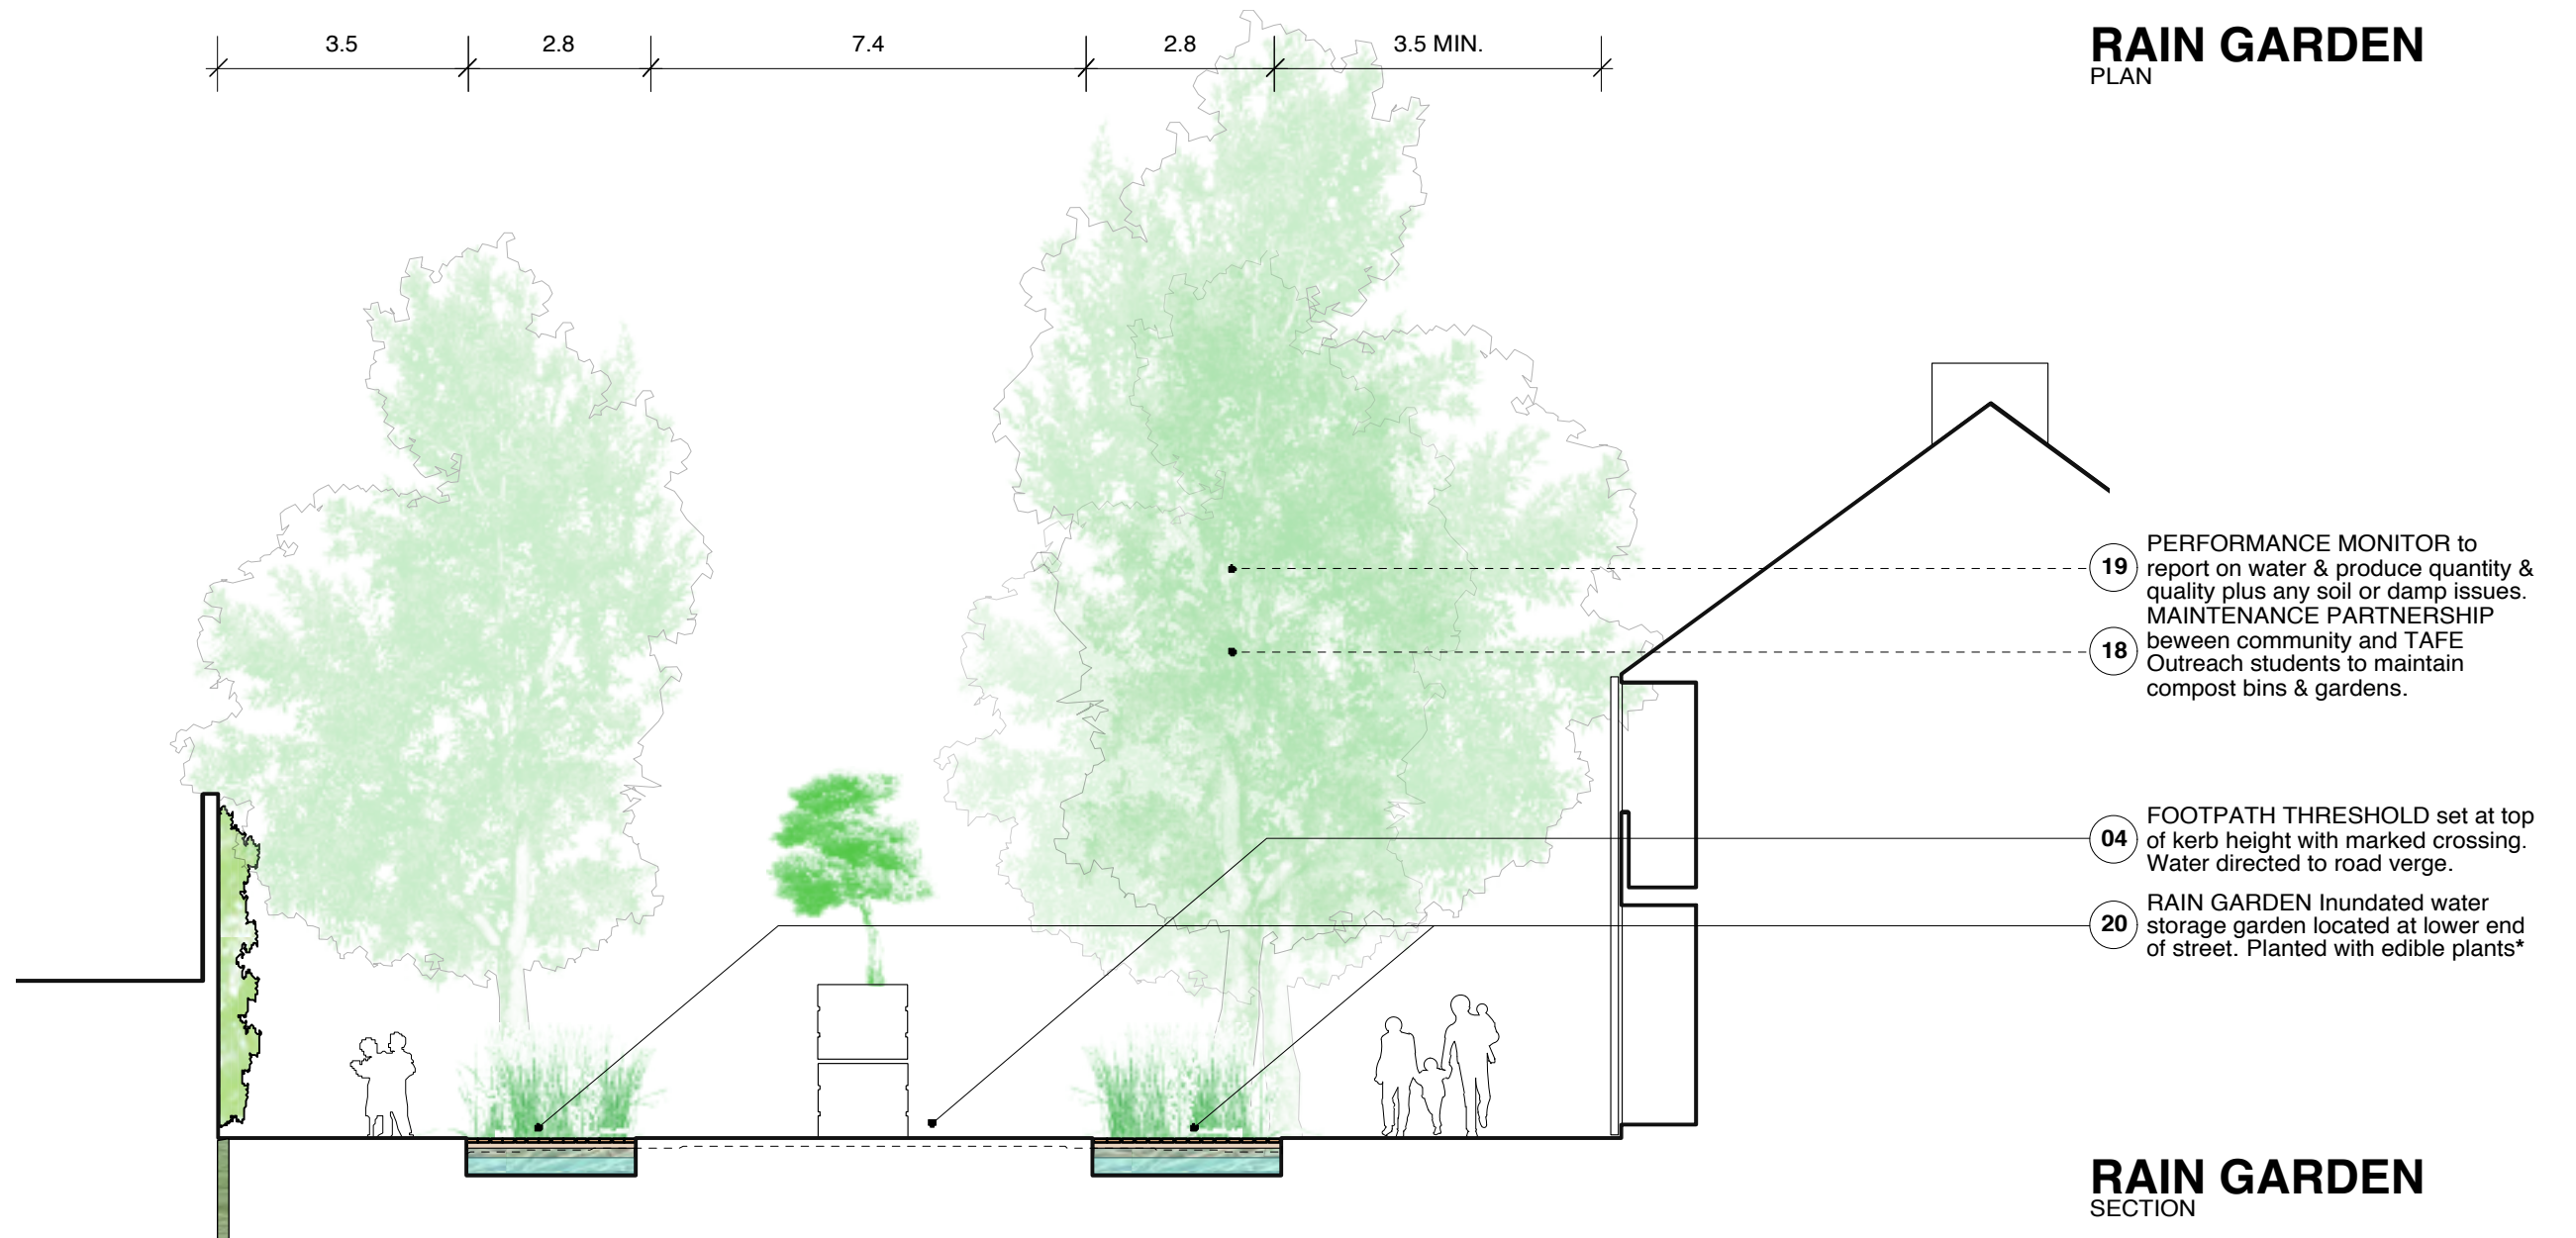 3.5 2.8 7.4 2.8 3.5 MIN.
RAIN GARDEN
PLAN
19
PERFORMANCE MONITOR to
report on water & produce quantity &
quality plus any soil or damp issues.
18
MAINTENANCE PARTNERSHIP
beween community and TAFE
Outreach students to maintain
compost bins & gardens.
04
FOOTPATH THRESHOLD set at top
of kerb height with marked crossing.
Water directed to road verge.
20
RAIN GARDEN Inundated water
storage garden located at lower end
of street. Planted with edible plants*
RAIN GARDEN
SECTION